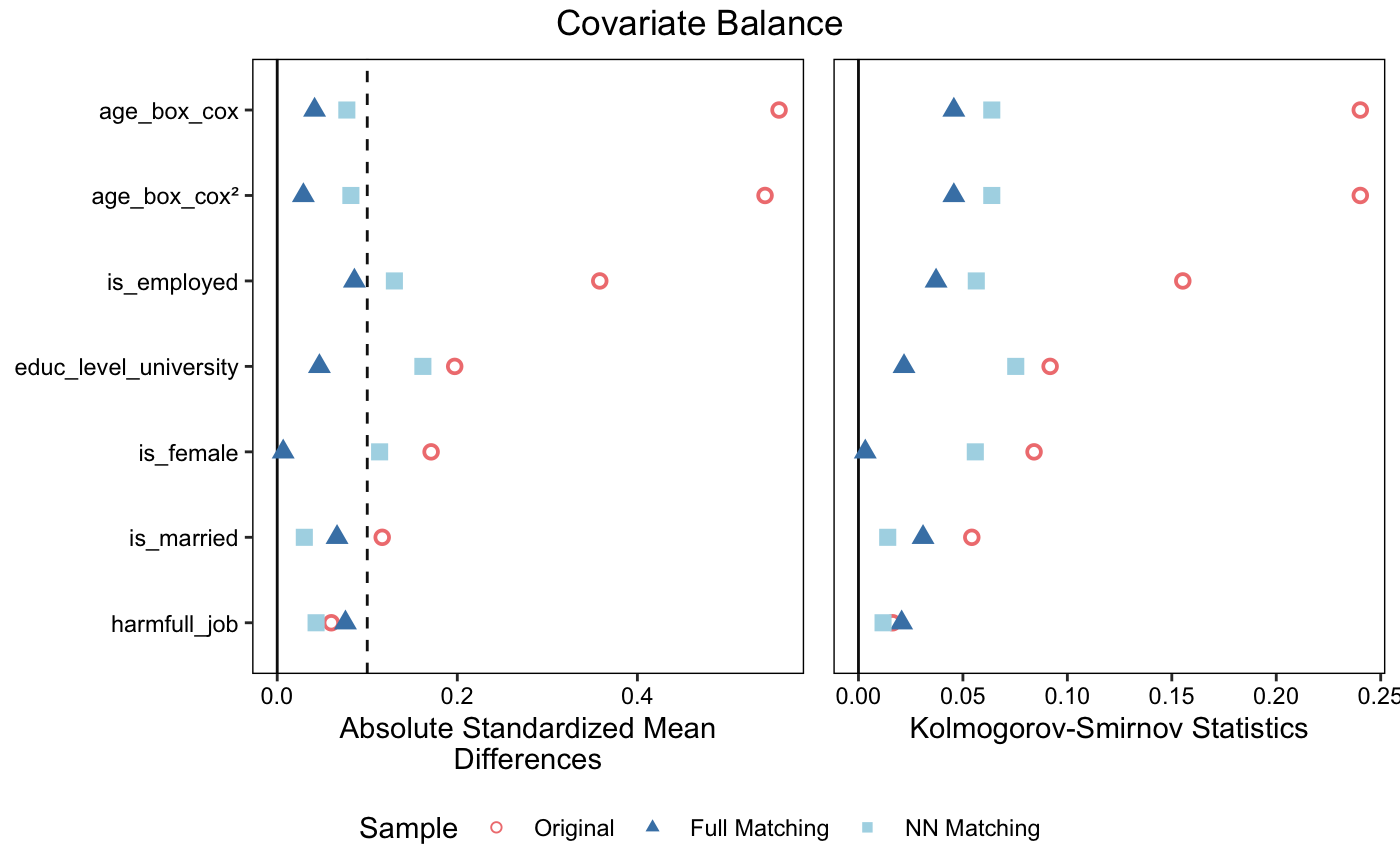 Covariate Balance
age_box_cox
age_box_cox²
is_employed
educ_level_university
is_female
is_married
harmfull_job
0.0 0.2 0.4
0.00 0.05 0.10 0.15 0.20 0.25
Absolute Standardized Mean
Differences
Kolmogorov-Smirnov Statistics
Sample Original Full Matching NN Matching